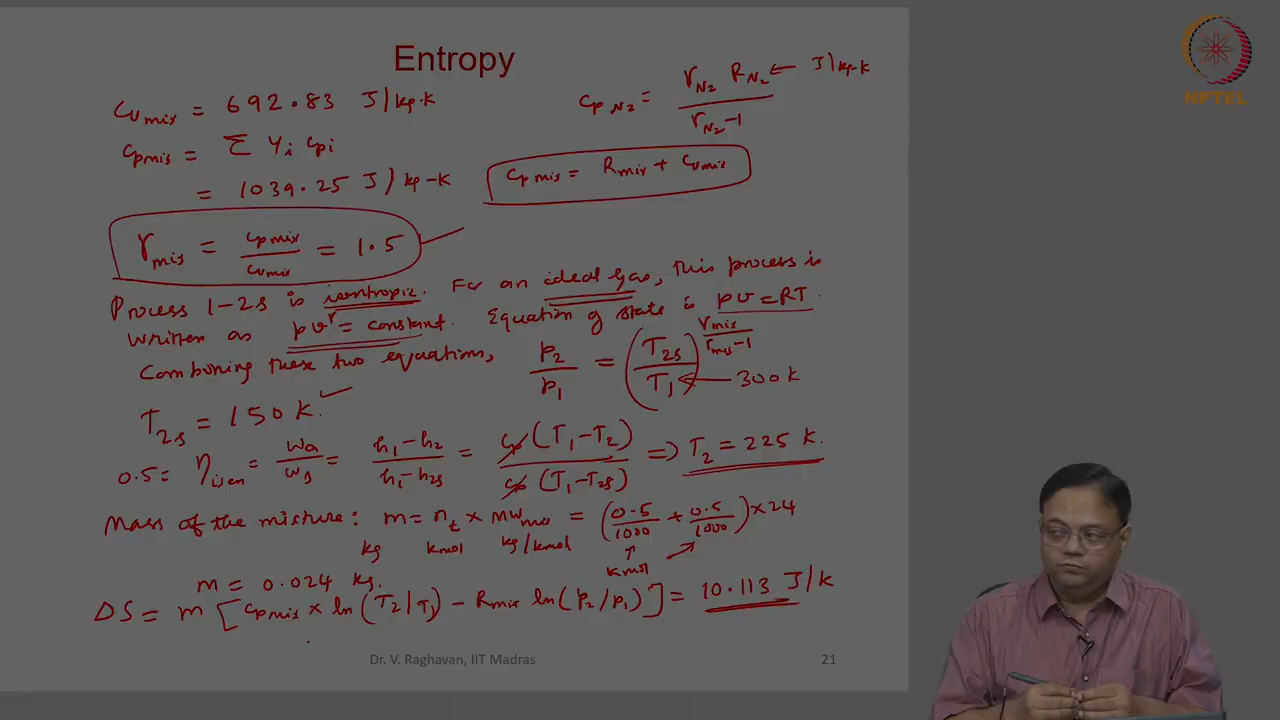 Entropy
NPTEL
Cvmix = 692.83 J/kg.K
CpN2 = γN2 RN2 ← J/kg-K / γN2-1
Cpmix = Σ Yi Cpi
= 1039.25 J/kg-K
Cpmix = Rmix + Cvmix
γmix = Cpmix/Cvmix = 1.5
Process 1-2s is isentropic. For an ideal gas, this process is
written as pv^γ = constant. Equation of state is pv=RT.
Combining these two equations, p2/p1 = (T2s/T1)^(γmix/γmix-1) ← 300 K
T2s = 150 K.
0.5 = ηisen = wa/ws = h1-h2/h1-h2s = Cp(T1-T2)/Cp(T1-T2s) ⇒ T2 = 225 K.
Mass of the mixture: m = nt × MWmix = (0.5/1000 + 0.5/1000) × 24
kg kmol kg/kmol ↑ kmol
m = 0.024 kg.
ΔS = m [Cpmix × ln(T2/T1) - Rmix ln(p2/p1)] = 10.113 J/K
Dr. V. Raghavan, IIT Madras 21